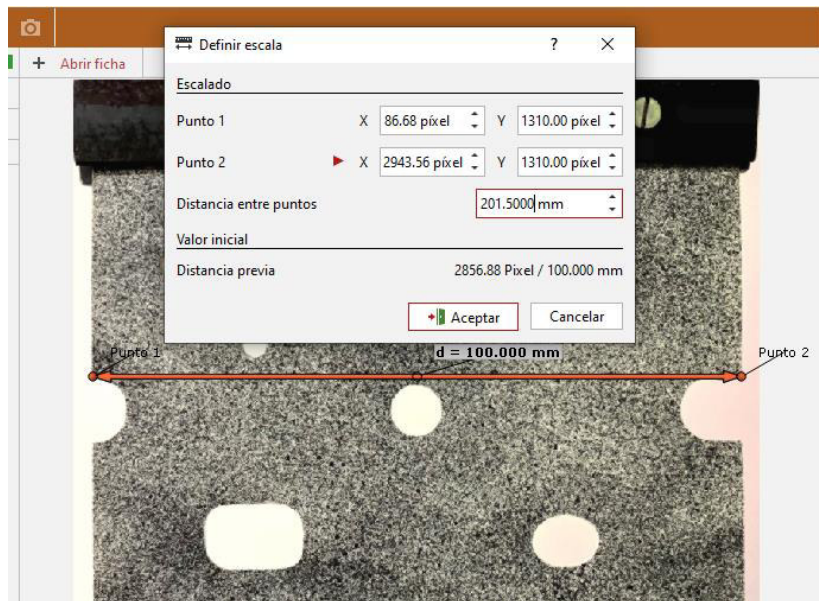 Definir escala ?
+ Abrir ficha
Escalado
Punto 1 X 86.68 píxel Y 1310.00 píxel
Punto 2 X 2943.56 píxel Y 1310.00 píxel
Distancia entre puntos 201.5000 mm
Valor inicial
Distancia previa 2856.88 Pixel / 100.000 mm
Aceptar Cancelar
Punto 1 d = 100.000 mm Punto 2